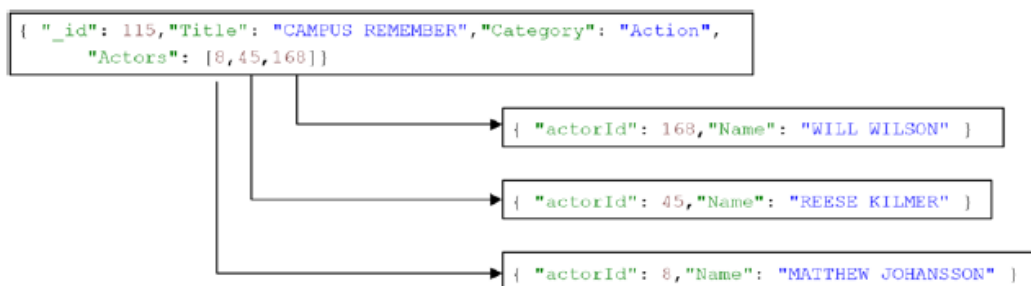 { "_id": 115,"Title": "CAMPUS REMEMBER","Category": "Action",
"Actors": [8,45,168]}
{ "actorId": 168,"Name": "WILL WILSON" }
{ "actorId": 45,"Name": "REESE KILMER" }
{ "actorId": 8,"Name": "MATTHEW JOHANSSON" }